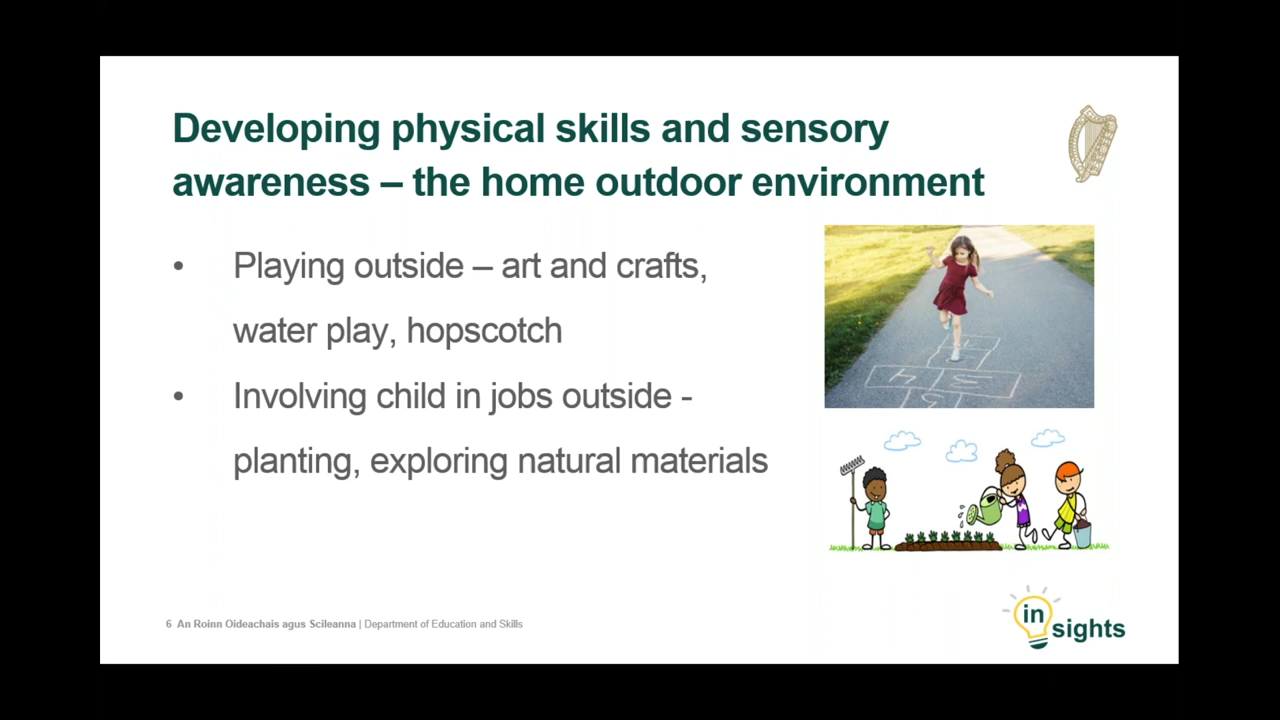 Developing physical skills and sensory
awareness – the home outdoor environment
• Playing outside – art and crafts,
water play, hopscotch
• Involving child in jobs outside -
planting, exploring natural materials
6 An Roinn Oideachais agus Scileanna | Department of Education and Skills
in
sights